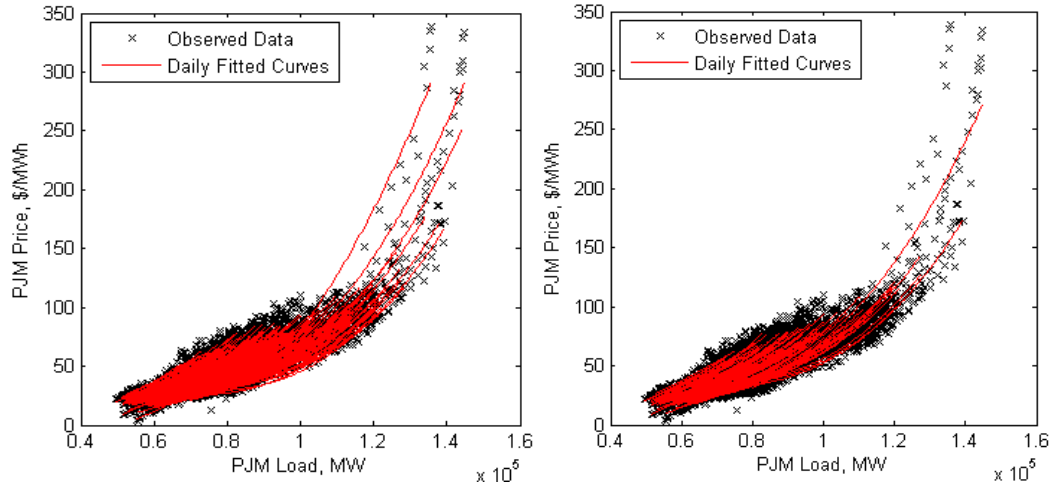 350
300
250
200
150
100
50
0
PJM Price, $/MWh
Observed Data
Daily Fitted Curves
0.4 0.6 0.8 1 1.2 1.4 1.6
PJM Load, MW
x 10^5
350
300
250
200
150
100
50
0
PJM Price, $/MWh
Observed Data
Daily Fitted Curves
0.4 0.6 0.8 1 1.2 1.4 1.6
PJM Load, MW
x 10^5